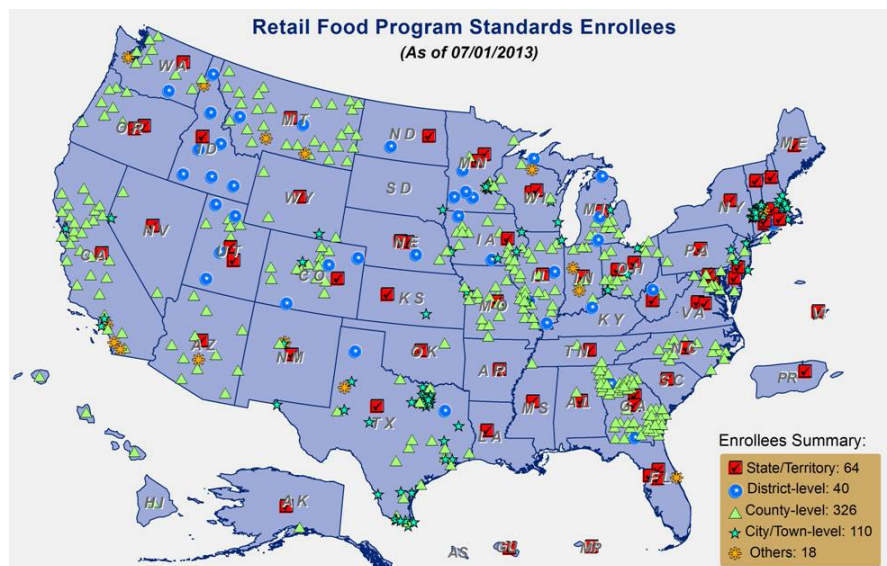 Retail Food Program Standards Enrollees
(As of 07/01/2013)
WA
MT
ND
MN
ME
OR
ID
SD
WI
MI
NY
WY
NV
NE
IA
PA
CA
UT
CO
IL
IN
OH
KS
MO
KY
VA
VI
AZ
NM
OK
AR
TN
NC
SC
PR
TX
LA
MS
AL
GA
FL
HI
AK
AS
GU
MP
Enrollees Summary:
State/Territory: 64
District-level: 40
County-level: 326
City/Town-level: 110
Others: 18